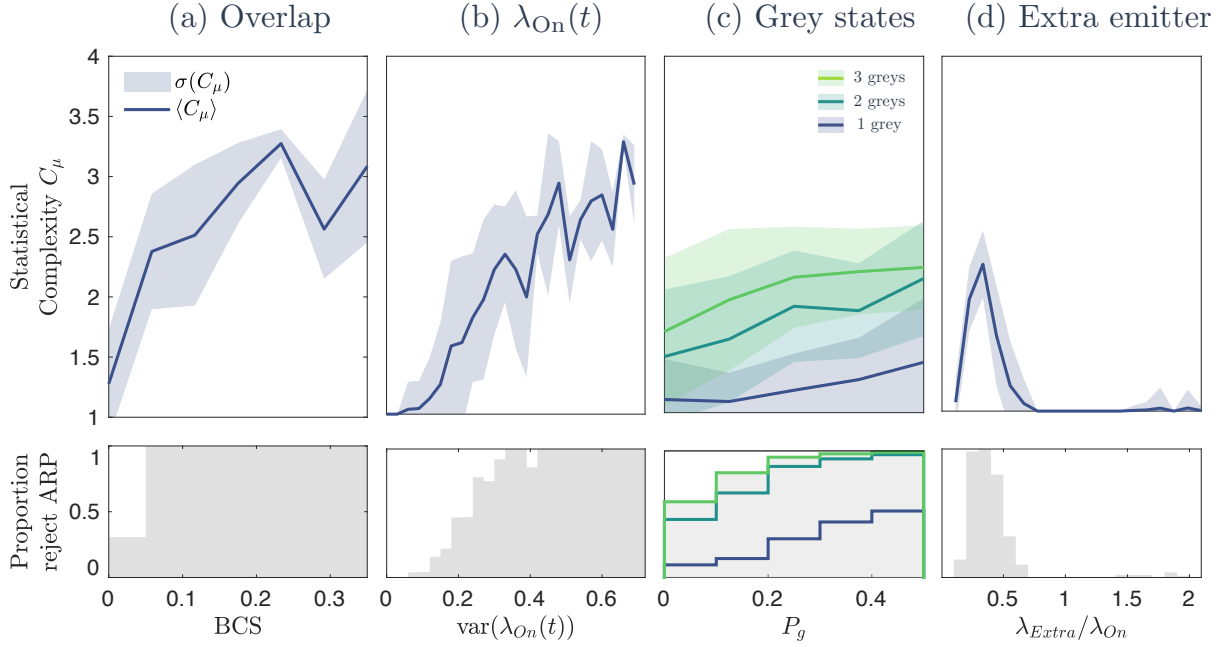 (a) Overlap
(b) λOn(t)
(c) Grey states
(d) Extra emitter
Statistical
Complexity Cμ
4
3.5
3
2.5
2
1.5
1
σ(Cμ)
⟨Cμ⟩
3 greys
2 greys
1 grey
Proportion
reject ARP
1
0.5
0
0 0.1 0.2 0.3
BCS
0 0.2 0.4 0.6
var(λOn(t))
0 0.2 0.4
Pg
0.5 1 1.5 2
λExtra/λOn